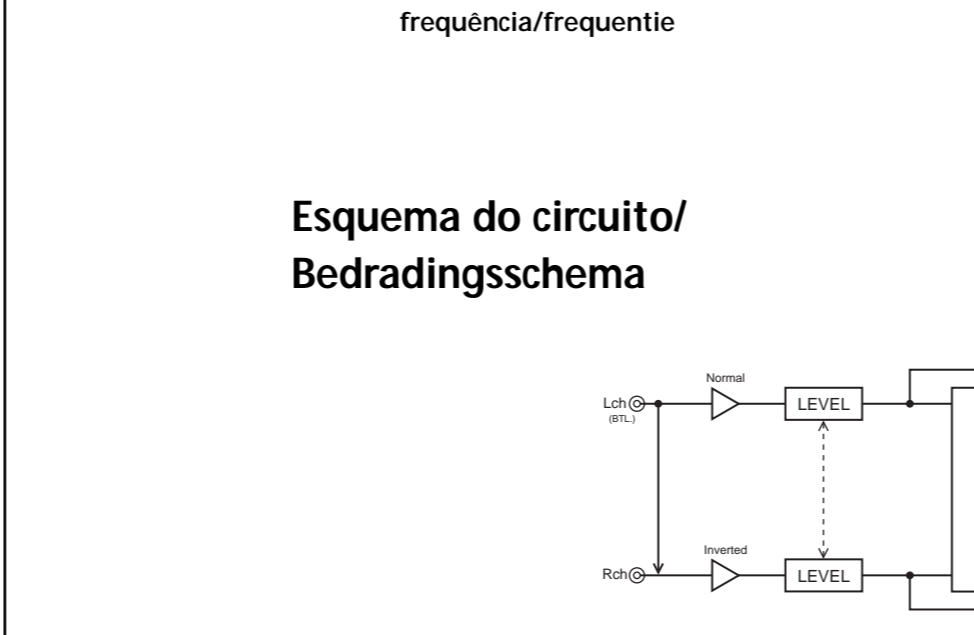 frequência/frequentie
Esquema do circuito/
Bedradingsschema
Normal
Lch
(BTL.)
LEVEL
Inverted
Rch
LEVEL